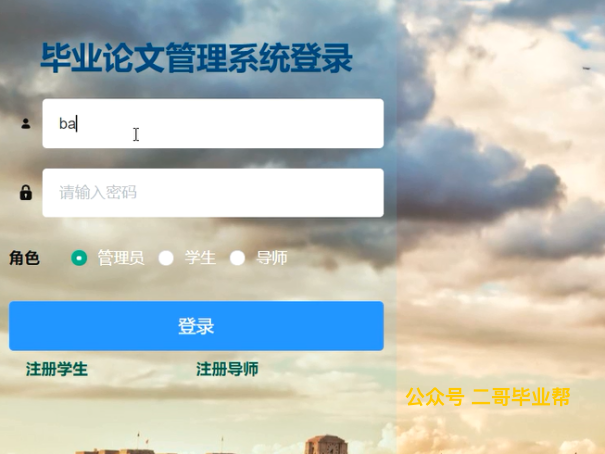 毕业论文管理系统登录
ba
请输入密码
角色 管理员 学生 导师
登录
注册学生 注册导师
公众号 二哥毕业帮